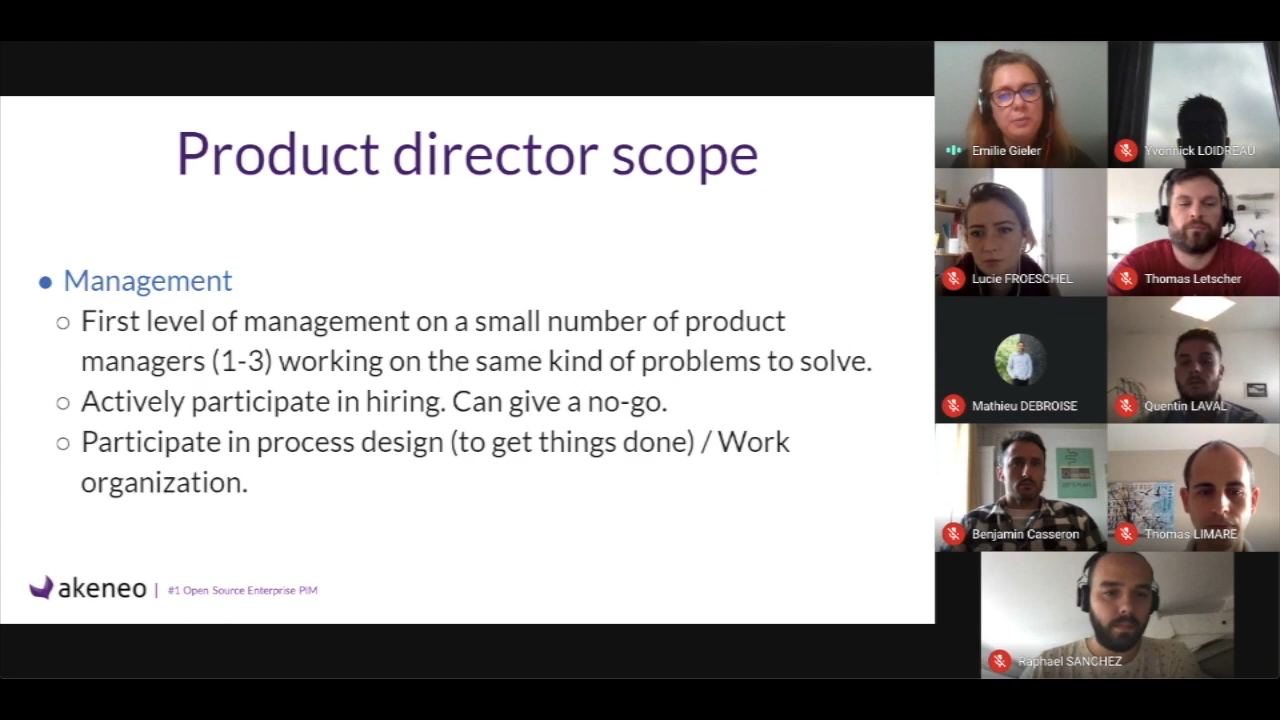 Product director scope
● Management
○ First level of management on a small number of product
managers (1-3) working on the same kind of problems to solve.
○ Actively participate in hiring. Can give a no-go.
○ Participate in process design (to get things done) / Work
organization.
akeneo | #1 Open Source Enterprise PIM
Emilie Gieler
Yvonnick LOIDREAU
Lucie FROESCHEL
Thomas Letscher
Mathieu DEBROISE
Quentin LAVAL
Benjamin Casseron
Thomas LIMARE
Raphael SANCHEZ